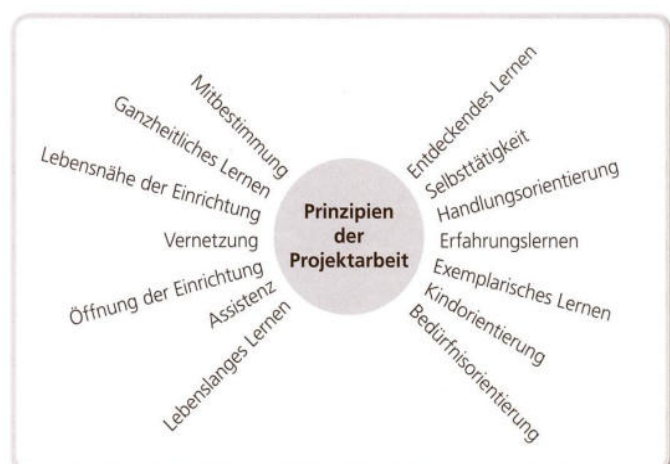 Mitbestimmung
Ganzheitliches Lernen
Lebensnähe der Einrichtung
Vernetzung
Öffnung der Einrichtung
Assistenz
Lebenslanges Lernen
Prinzipien
der
Projektarbeit
Entdeckendes Lernen
Selbsttätigkeit
Handlungsorientierung
Erfahrungslernen
Exemplarisches Lernen
Kindorientierung
Bedürfnisorientierung